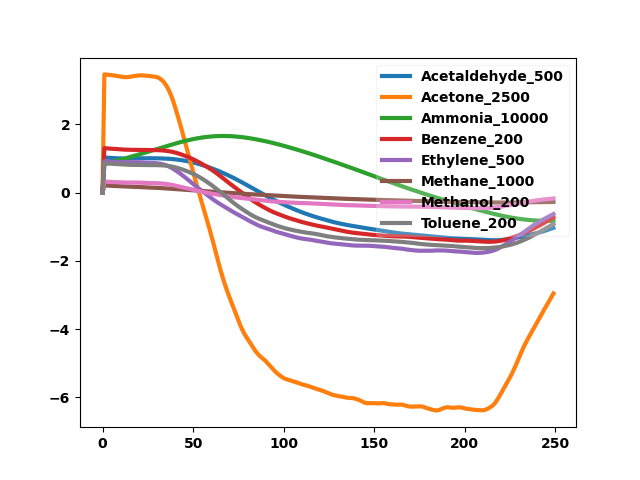 Acetaldehyde_500
Acetone_2500
Ammonia_10000
Benzene_200
Ethylene_500
Methane_1000
Methanol_200
Toluene_200
2
0
−2
−4
−6
0 50 100 150 200 250